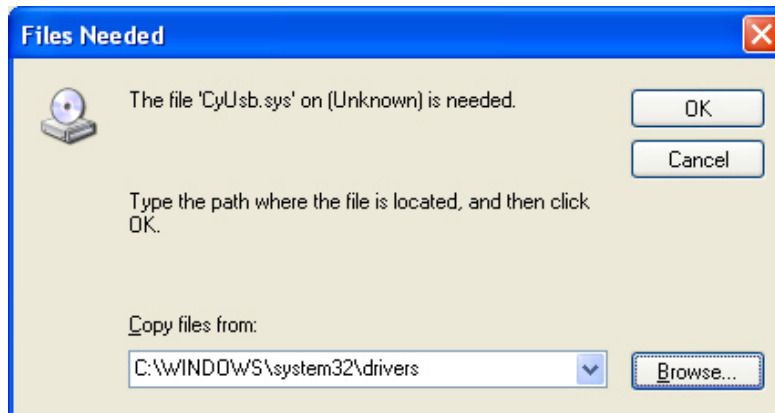 Files Needed
The file 'CyUsb.sys' on (Unknown) is needed.
OK
Cancel
Type the path where the file is located, and then click
OK.
Copy files from:
C:\WINDOWS\system32\drivers
Browse...